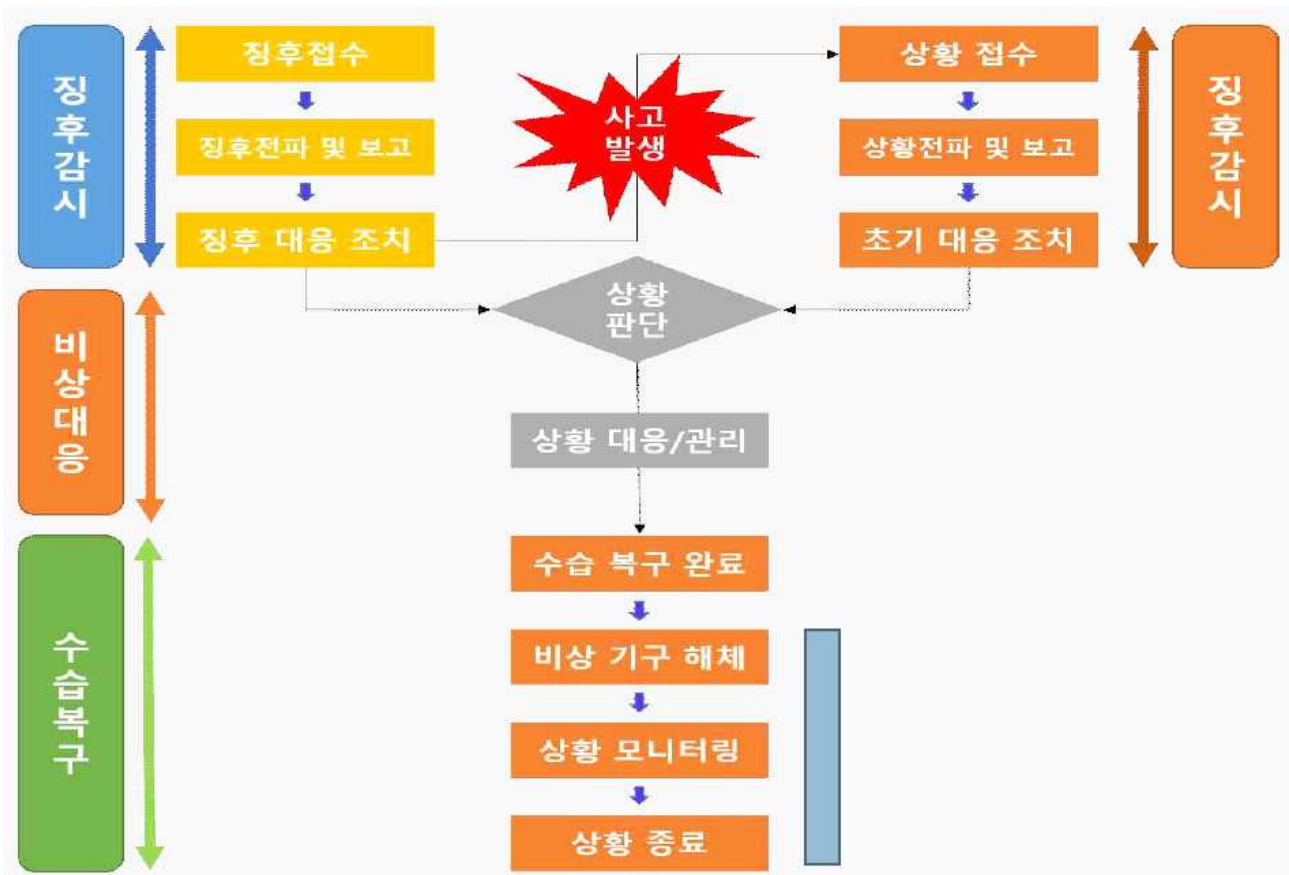 징후감시
징후접수
징후전파 및 보고
징후 대응 조치
사고
발생
상황 접수
상황전파 및 보고
초기 대응 조치
징후감시
비상대응
상황
판단
상황 대응/관리
수습복구
수습 복구 완료
비상 기구 해체
상황 모니터링
상황 종료